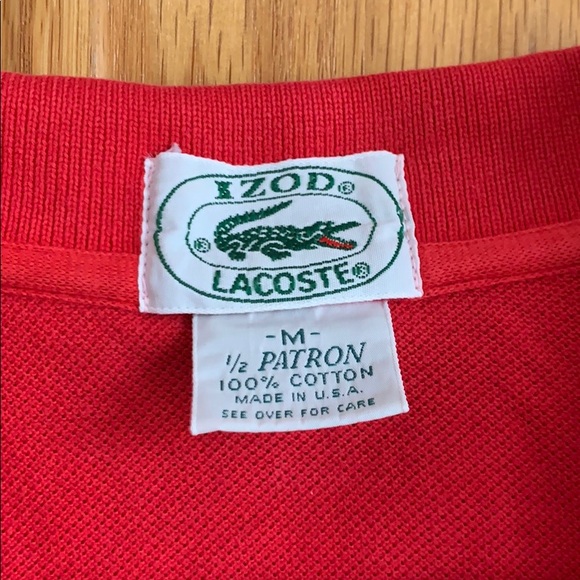 IZOD®
®
LACOSTE®
-M-
1/2 PATRON
100% COTTON
MADE IN U.S.A.
SEE OVER FOR CARE